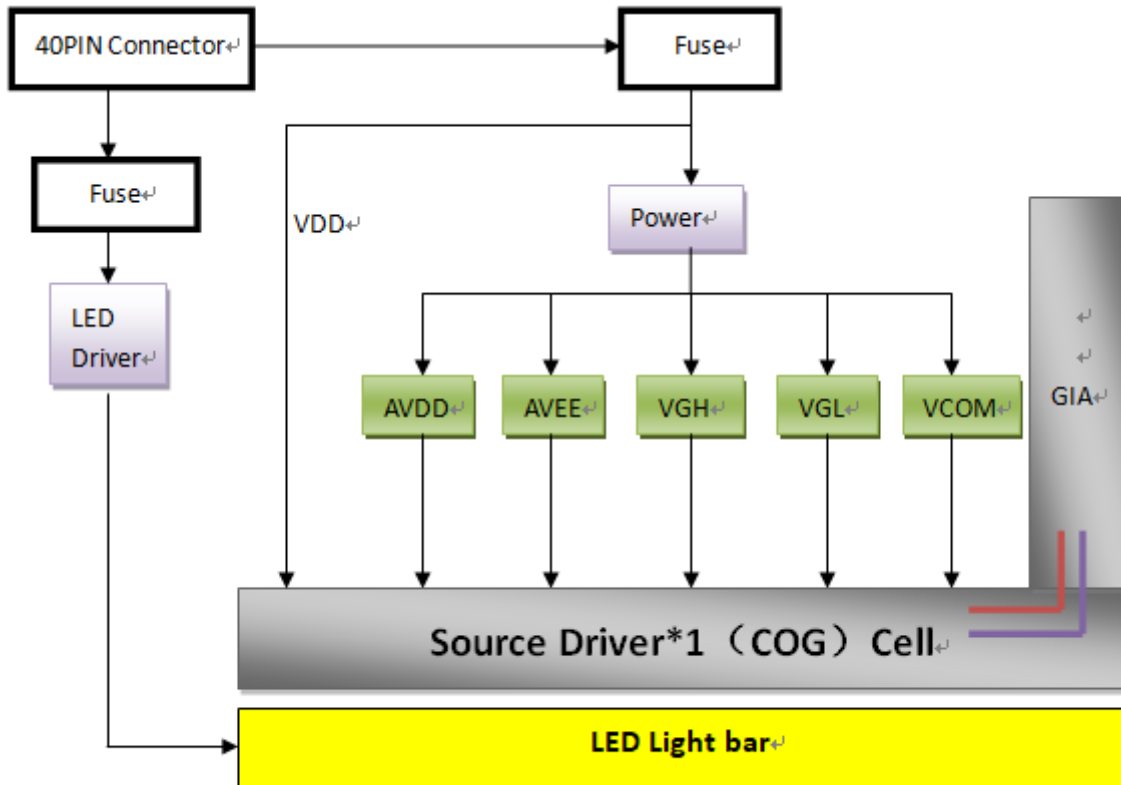 40PIN Connector↵
Fuse↵
Fuse↵
VDD↵
Power↵
LED
Driver↵
AVDD↵
AVEE↵
VGH↵
VGL↵
VCOM↵
↵
↵
GIA↵
Source Driver*1（COG）Cell↵
LED Light bar↵